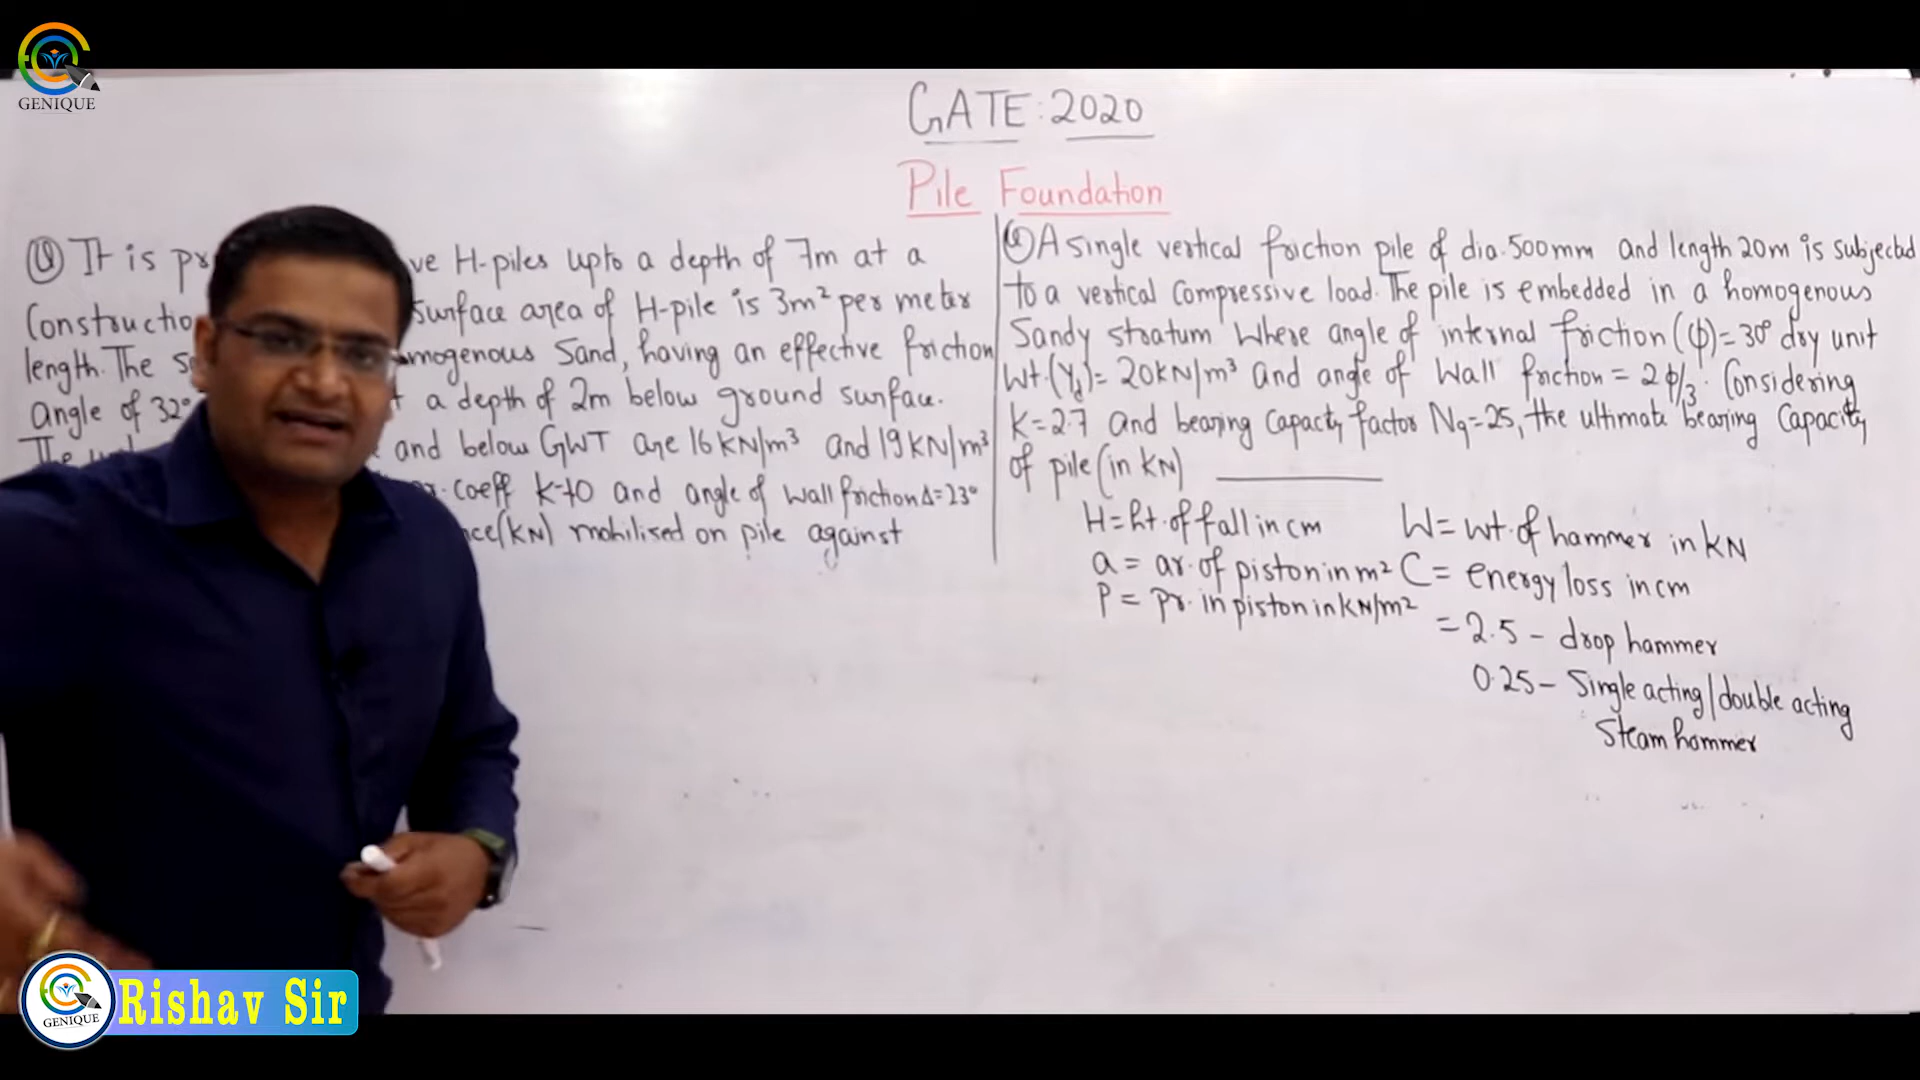 GENIQUE
GATE: 2020
Pile Foundation
Q It is ve H-piles upto a depth of 7m at a
Constructio surface area of H-pile is 3m² per meter
length. The mogenous Sand, having an effective friction
angle of 32° a depth of 2m below ground surface.
The and below GWT are 16 kN/m³ and 19 kN/m³
coeff K=1.0 and angle of wall friction Δ=23°
nce(KN) mobilised on pile against
Q A single vertical friction pile of dia. 500mm and length 20m is subjected
to a vertical compressive load. The pile is embedded in a homogenous
Sandy stratum Where angle of internal friction (ϕ) = 30° dry unit
Wt. (γd) = 20KN/m³ and angle of Wall friction = 2ϕ/3. Considering
K = 2.7 and bearing Capacity factor Nq = 25, the ultimate bearing Capacity
of pile (in KN)
H = ht. of fall in cm W = wt. of hammer in KN
a = ar. of piston in m² C = energy loss in cm
P = pr. in piston in KN/m² = 2.5 - drop hammer
0.25 - Single acting/double acting
Steam hammer
GENIQUE
Rishav Sir